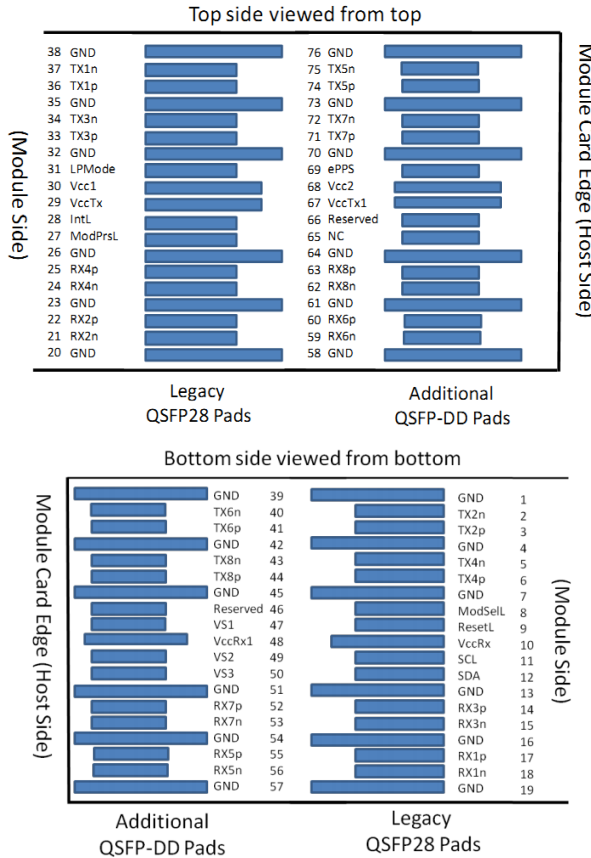 Top side viewed from top
38 GND 76 GND
37 TX1n 75 TX5n
36 TX1p 74 TX5p
35 GND 73 GND
34 TX3n 72 TX7n
33 TX3p 71 TX7p
32 GND 70 GND
31 LPMode 69 ePPS
30 Vcc1 68 Vcc2
29 VccTx 67 VccTx1
28 IntL 66 Reserved
27 ModPrsL 65 NC
26 GND 64 GND
25 RX4p 63 RX8p
24 RX4n 62 RX8n
23 GND 61 GND
22 RX2p 60 RX6p
21 RX2n 59 RX6n
20 GND 58 GND
(Module Side)
Module Card Edge (Host Side)
Legacy
QSFP28 Pads
Additional
QSFP-DD Pads
Bottom side viewed from bottom
GND 39 GND 1
TX6n 40 TX2n 2
TX6p 41 TX2p 3
GND 42 GND 4
TX8n 43 TX4n 5
TX8p 44 TX4p 6
GND 45 GND 7
Reserved 46 ModSelL 8
VS1 47 ResetL 9
VccRx1 48 VccRx 10
VS2 49 SCL 11
VS3 50 SDA 12
GND 51 GND 13
RX7p 52 RX3p 14
RX7n 53 RX3n 15
GND 54 GND 16
RX5p 55 RX1p 17
RX5n 56 RX1n 18
GND 57 GND 19
Module Card Edge (Host Side)
(Module Side)
Additional
QSFP-DD Pads
Legacy
QSFP28 Pads